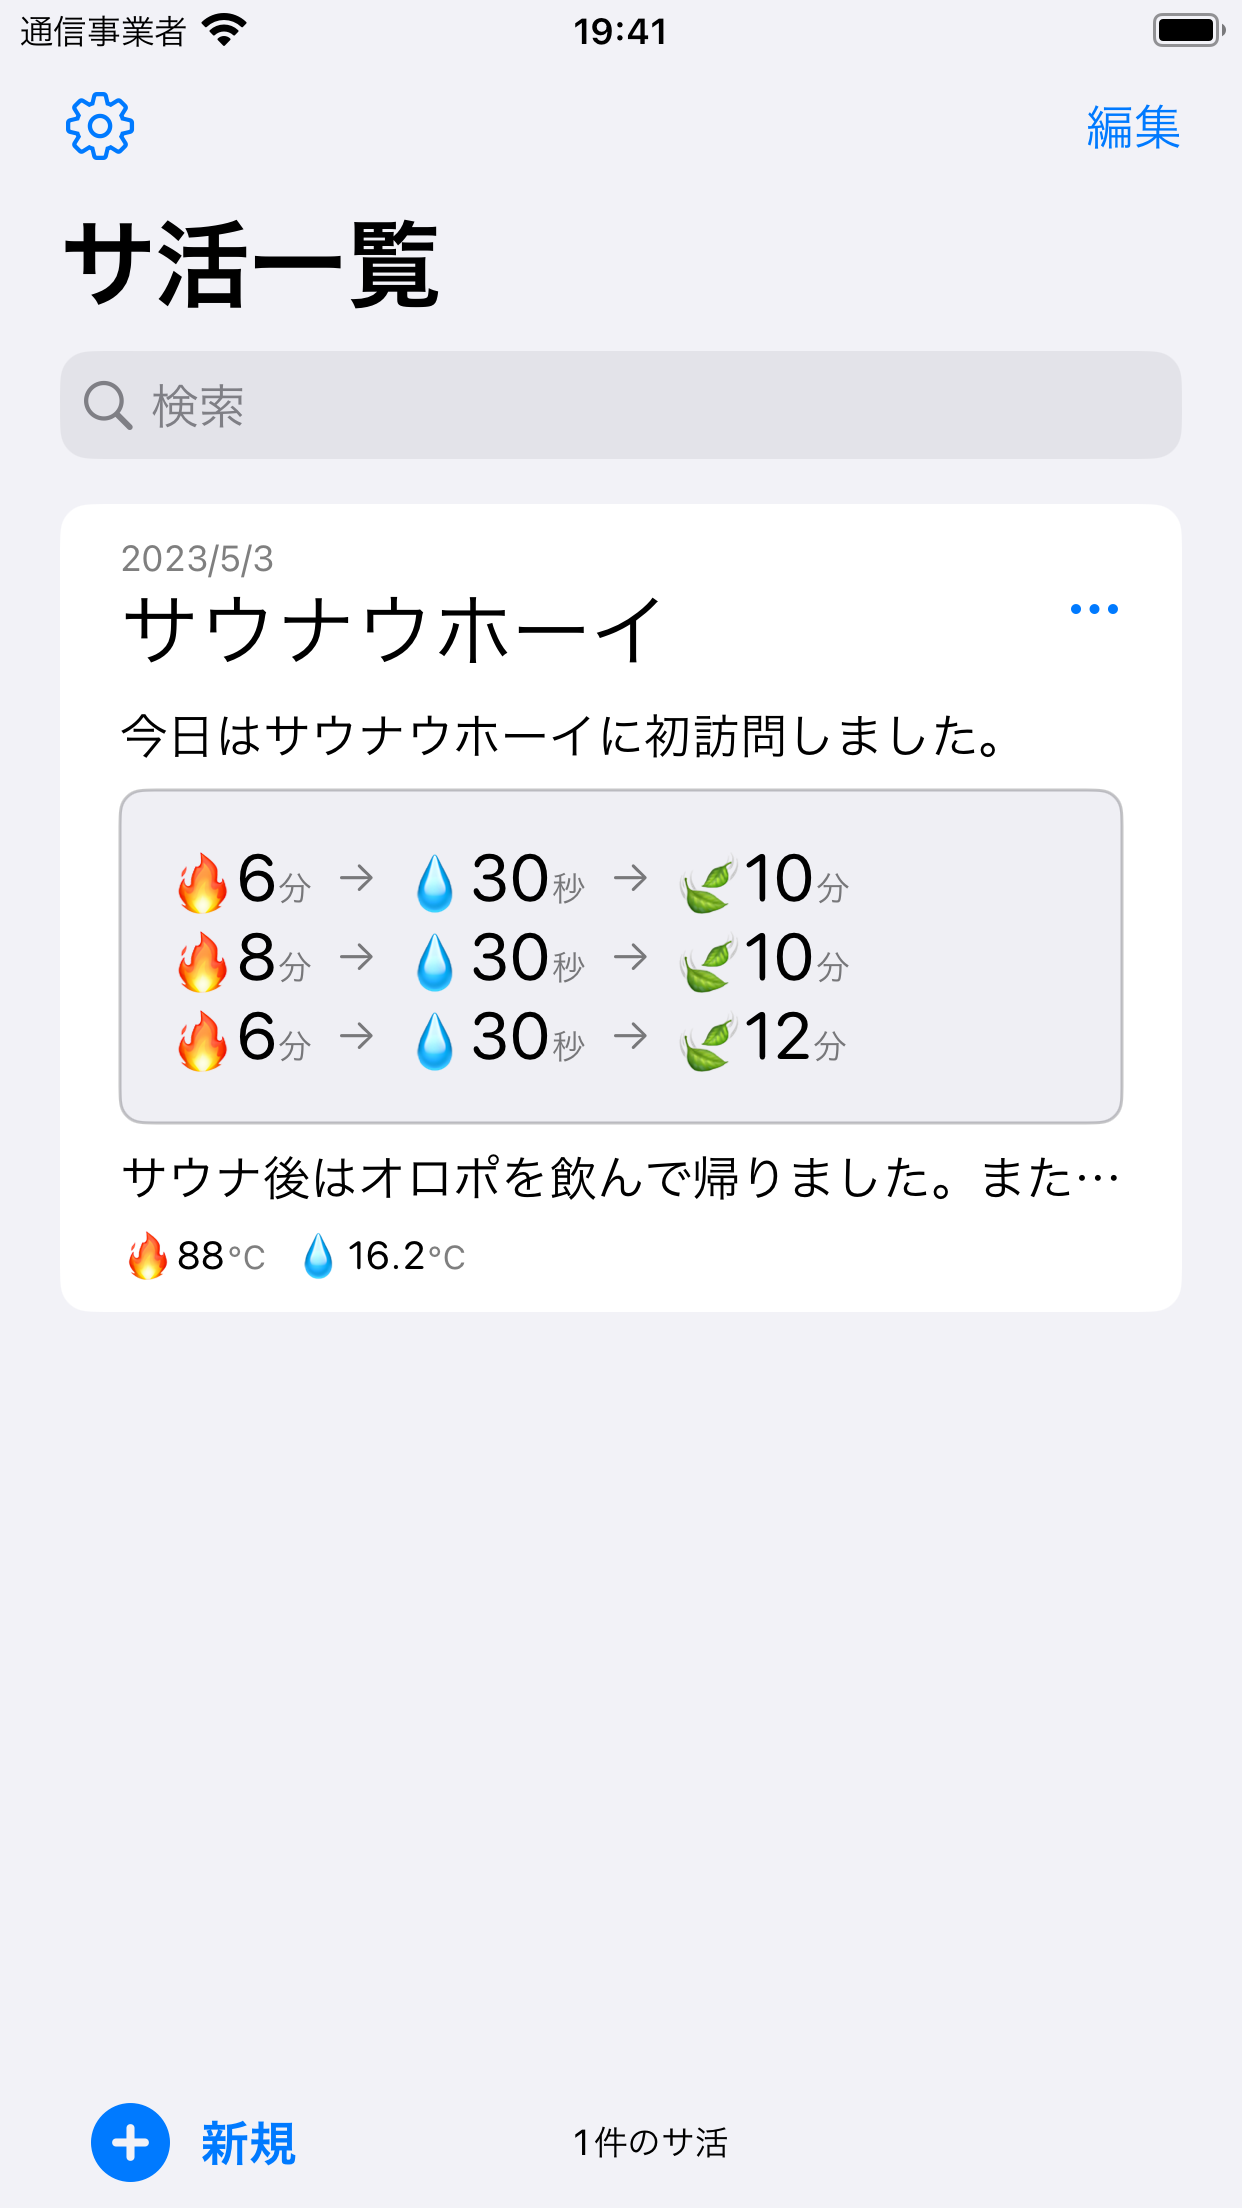 通信事業者 19:41
編集
サ活一覧
検索
2023/5/3
サウナウホーイ
今日はサウナウホーイに初訪問しました。
🔥6分 → 💧30秒 → 🍃10分
🔥8分 → 💧30秒 → 🍃10分
🔥6分 → 💧30秒 → 🍃12分
サウナ後はオロポを飲んで帰りました。また…
🔥88°C 💧16.2°C
新規 1件のサ活